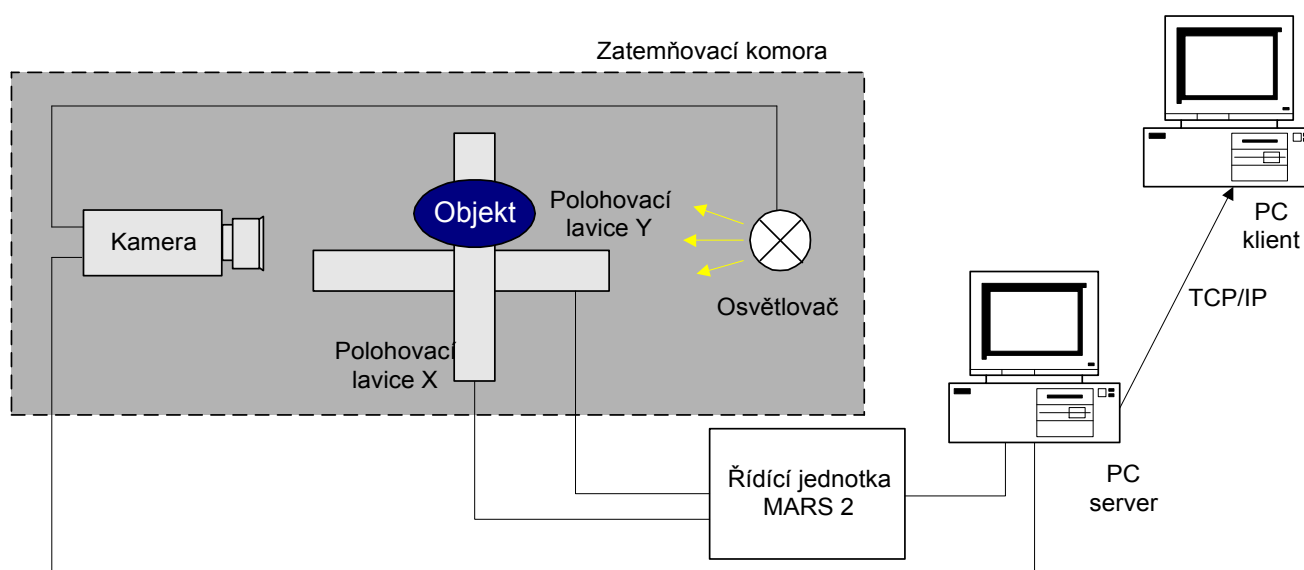 Zatemňovací komora
Kamera
Objekt
Polohovací
lavice Y
Osvětlovač
Polohovací
lavice X
Řídící jednotka
MARS 2
PC
server
TCP/IP
PC
klient